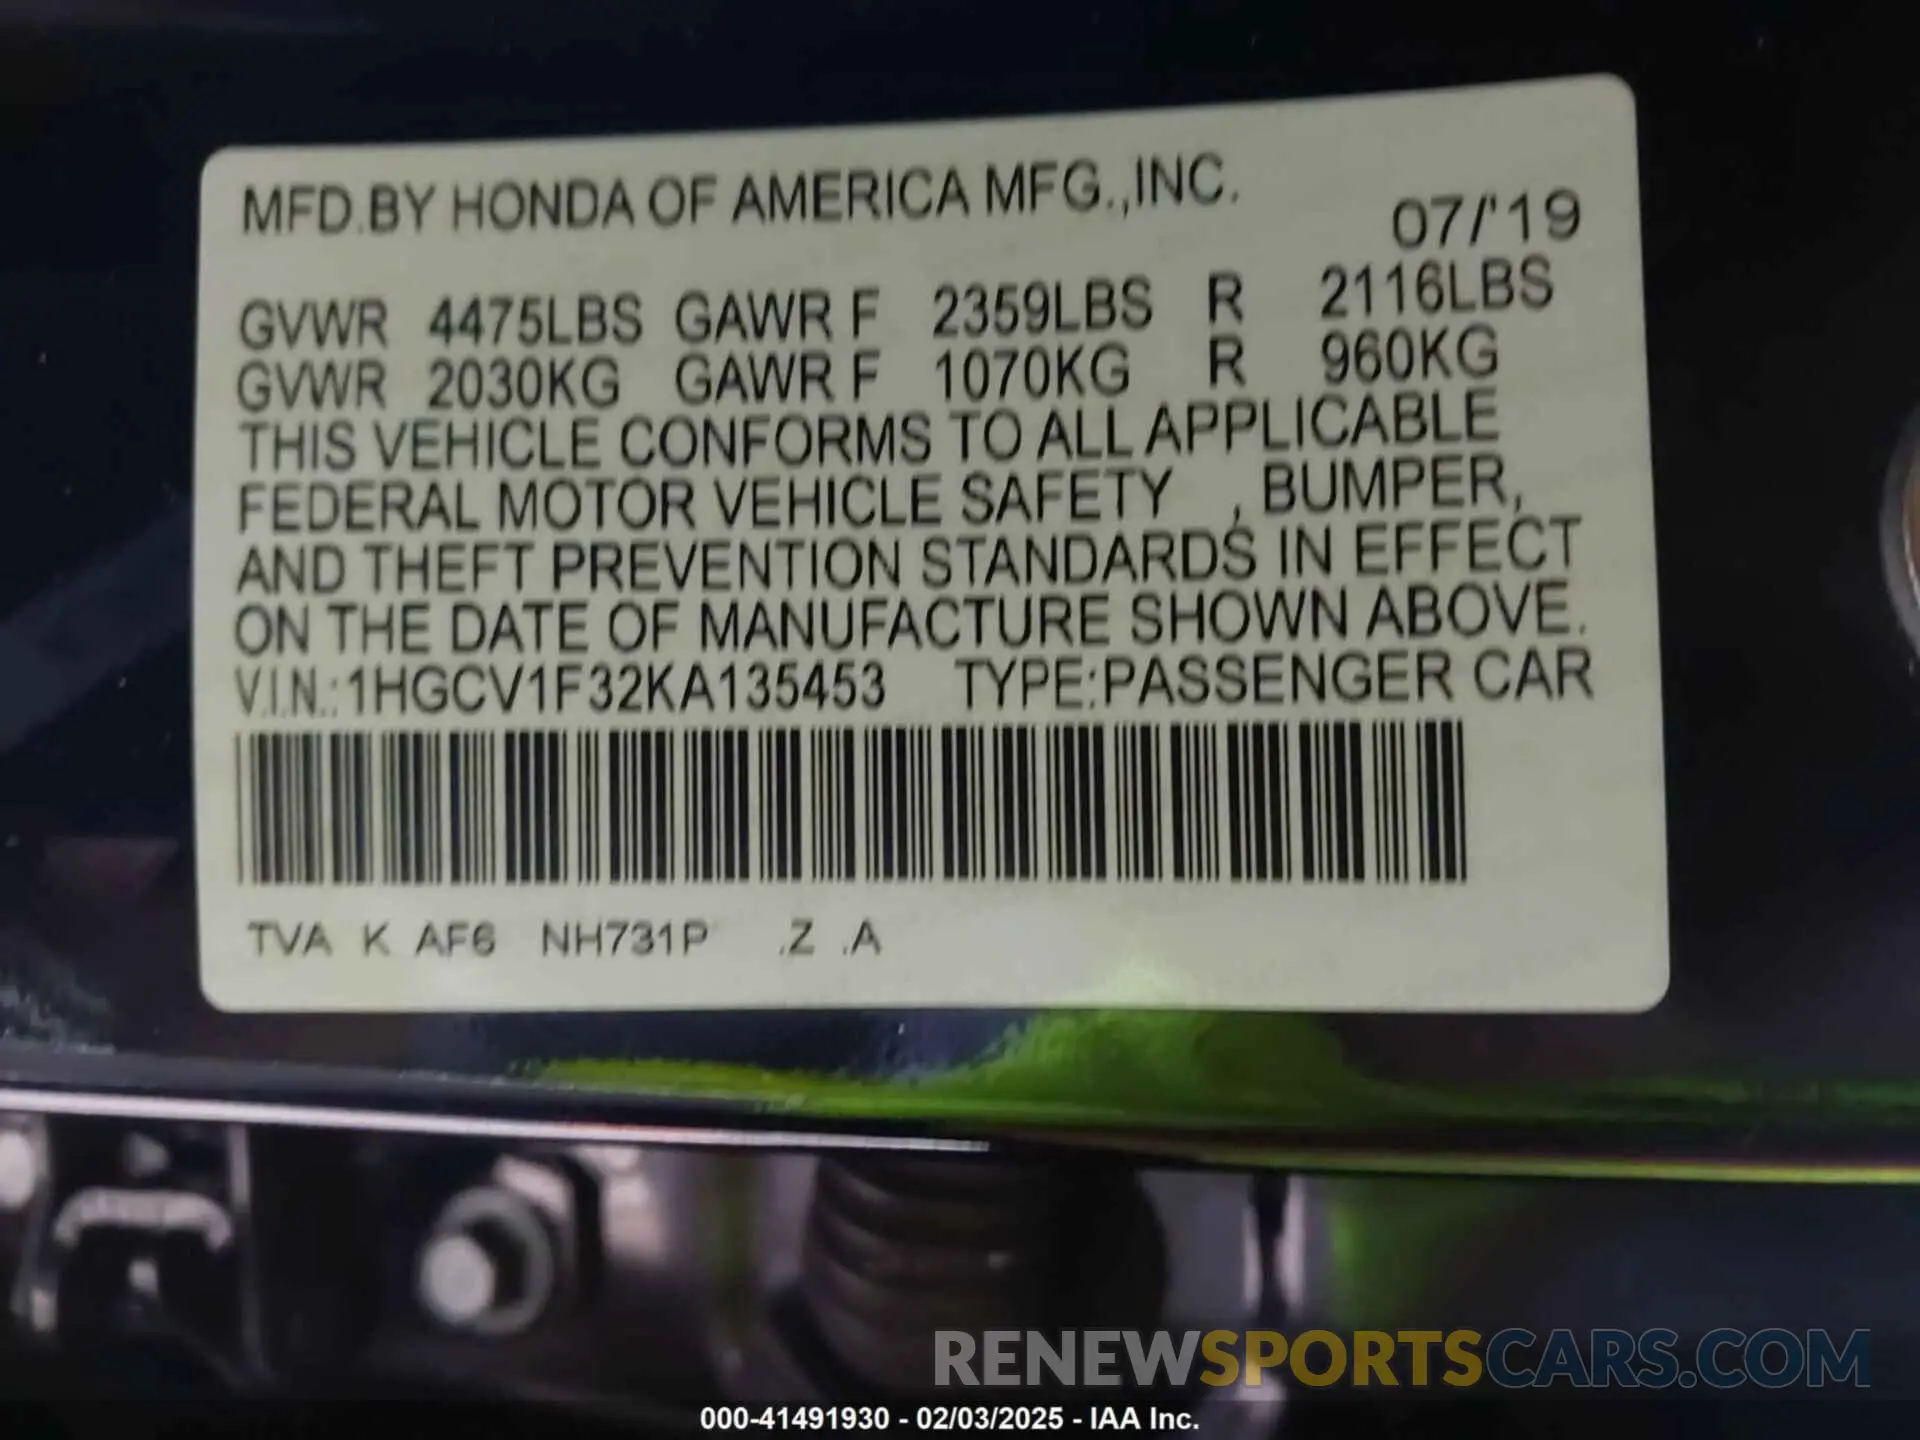 MFD.BY HONDA OF AMERICA MFG.,INC.
07/'19
GVWR 4475LBS GAWR F 2359LBS R 2116LBS
GVWR 2030KG GAWR F 1070KG R 960KG
THIS VEHICLE CONFORMS TO ALL APPLICABLE
FEDERAL MOTOR VEHICLE SAFETY , BUMPER,
AND THEFT PREVENTION STANDARDS IN EFFECT
ON THE DATE OF MANUFACTURE SHOWN ABOVE.
V.I.N.:1HGCV1F32KA135453 TYPE:PASSENGER CAR
TVA K AF6 NH731P .Z .A
RENEWSPORTSCARS.COM
000-41491930 - 02/03/2025 - IAA Inc.